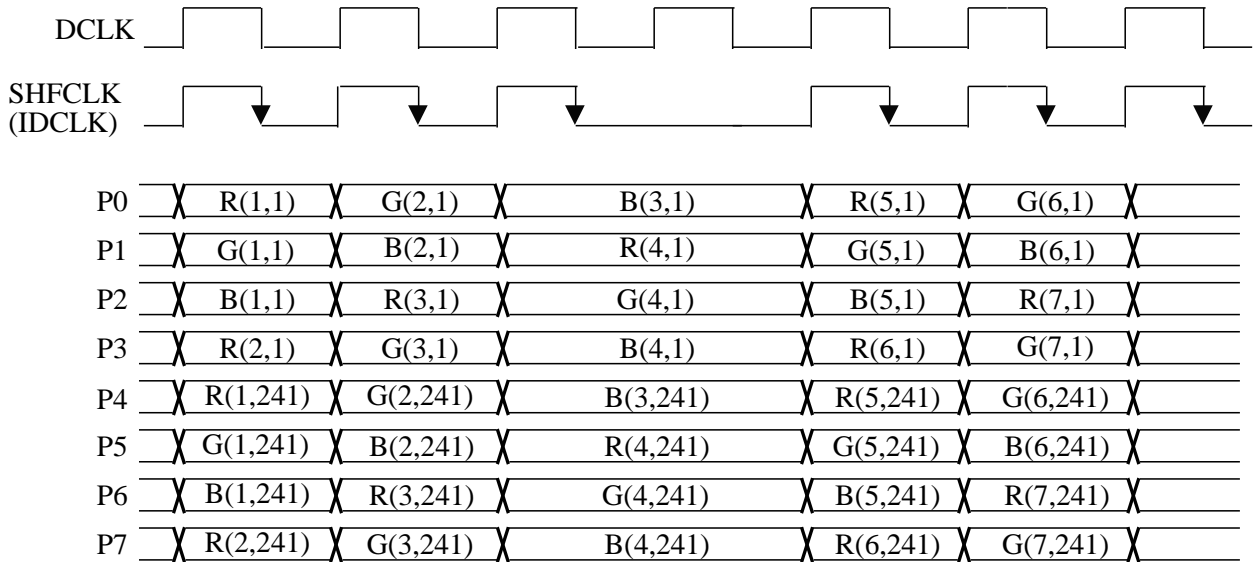 DCLK
SHFCLK
(IDCLK)
P0 R(1,1) G(2,1) B(3,1) R(5,1) G(6,1)
P1 G(1,1) B(2,1) R(4,1) G(5,1) B(6,1)
P2 B(1,1) R(3,1) G(4,1) B(5,1) R(7,1)
P3 R(2,1) G(3,1) B(4,1) R(6,1) G(7,1)
P4 R(1,241) G(2,241) B(3,241) R(5,241) G(6,241)
P5 G(1,241) B(2,241) R(4,241) G(5,241) B(6,241)
P6 B(1,241) R(3,241) G(4,241) B(5,241) R(7,241)
P7 R(2,241) G(3,241) B(4,241) R(6,241) G(7,241)